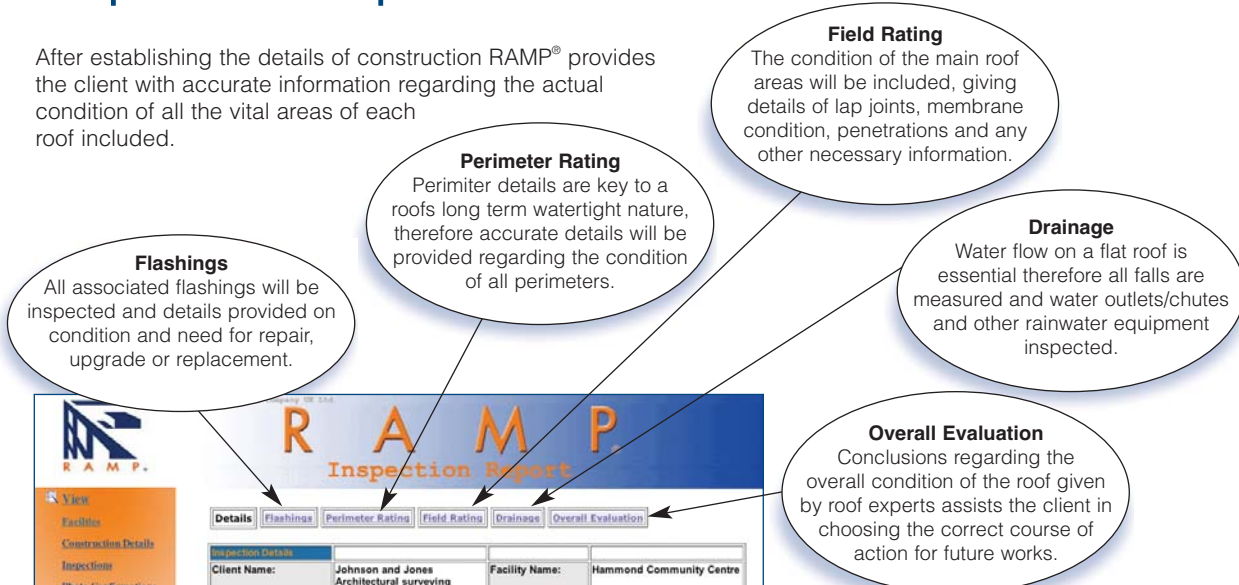 After establishing the details of construction RAMP® provides
the client with accurate information regarding the actual
condition of all the vital areas of each
roof included.
Field Rating
The condition of the main roof
areas will be included, giving
details of lap joints, membrane
condition, penetrations and any
other necessary information.
Perimeter Rating
Perimiter details are key to a
roofs long term watertight nature,
therefore accurate details will be
provided regarding the condition
of all perimeters.
Drainage
Water flow on a flat roof is
essential therefore all falls are
measured and water outlets/chutes
and other rainwater equipment
inspected.
Flashings
All associated flashings will be
inspected and details provided on
condition and need for repair,
upgrade or replacement.
Overall Evaluation
Conclusions regarding the
overall condition of the roof given
by roof experts assists the client in
choosing the correct course of
action for future works.
RAMP.
Company UK Ltd
RAMP.
Inspection Report
View
Facilities
Construction Details
Inspections
Details Flashings Perimeter Rating Field Rating Drainage Overall Evaluation
Inspection Details
Client Name: Johnson and Jones Facility Name: Hammond Community Centre
Architectural surveying